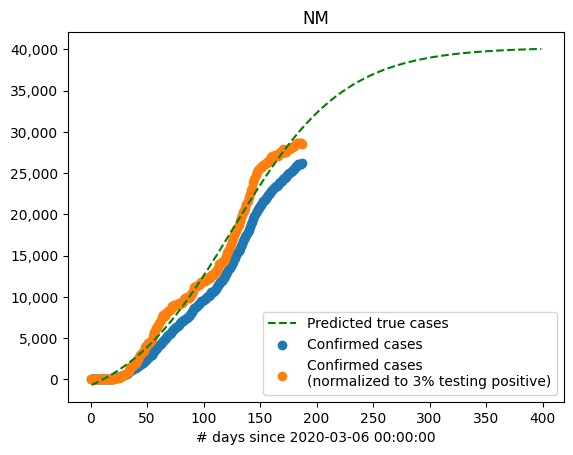 NM
40,000
35,000
30,000
25,000
20,000
15,000
10,000
5,000
0
Predicted true cases
Confirmed cases
Confirmed cases
(normalized to 3% testing positive)
0 50 100 150 200 250 300 350 400
# days since 2020-03-06 00:00:00